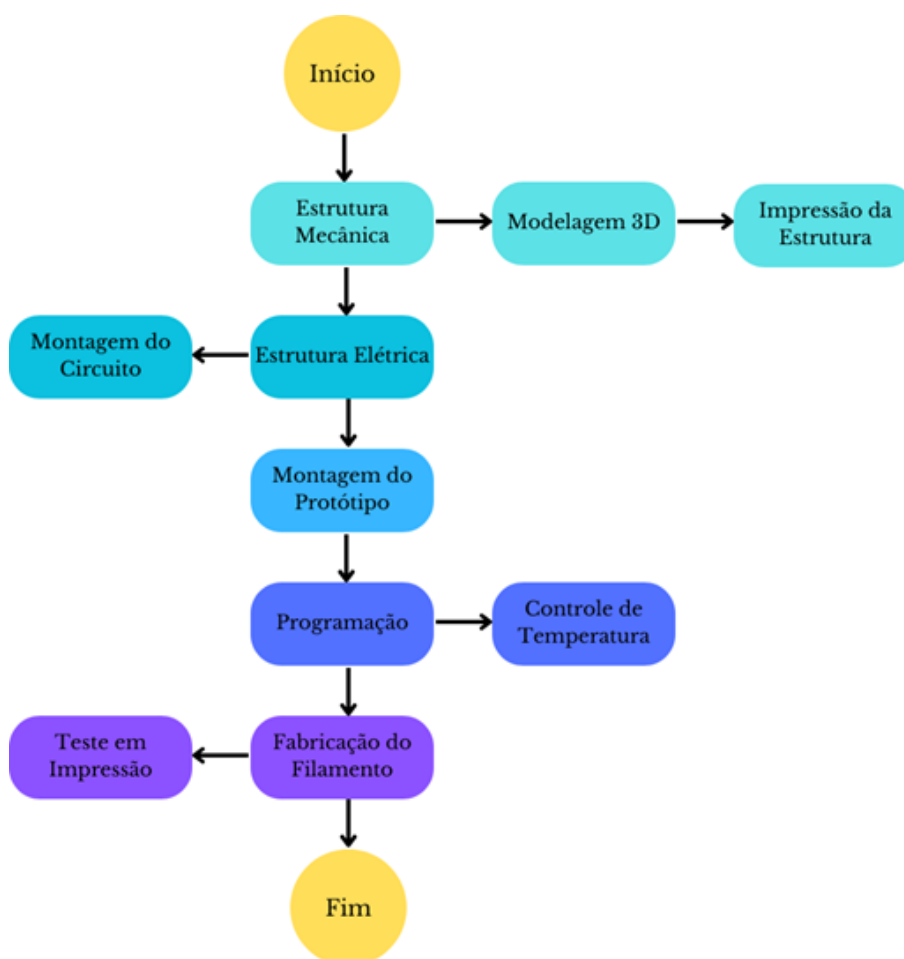 Início
Estrutura
Mecânica
Modelagem 3D
Impressão da
Estrutura
Montagem do
Circuito
Estrutura Elétrica
Montagem do
Protótipo
Programação
Controle de
Temperatura
Teste em
Impressão
Fabricação do
Filamento
Fim